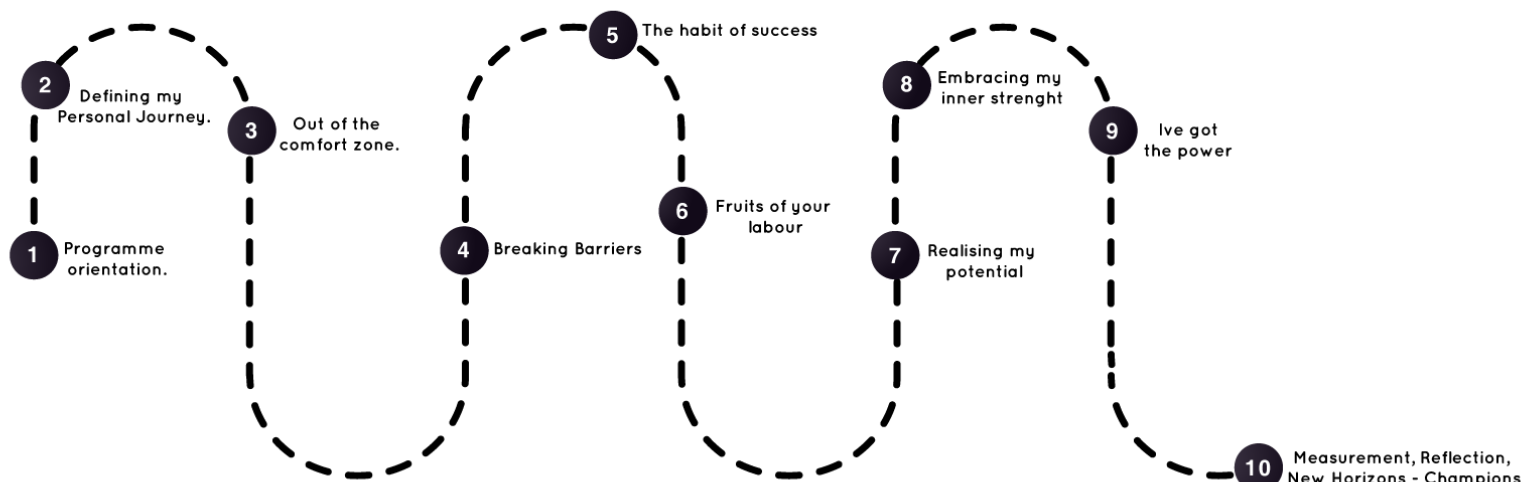 1
Programme
orientation.
2
Defining my
Personal Journey.
3
Out of the
comfort zone.
4
Breaking Barriers
5
The habit of success
6
Fruits of your
labour
7
Realising my
potential
8
Embracing my
inner strenght
9
Ive got
the power
10
Measurement, Reflection,
New Horizons - Champions